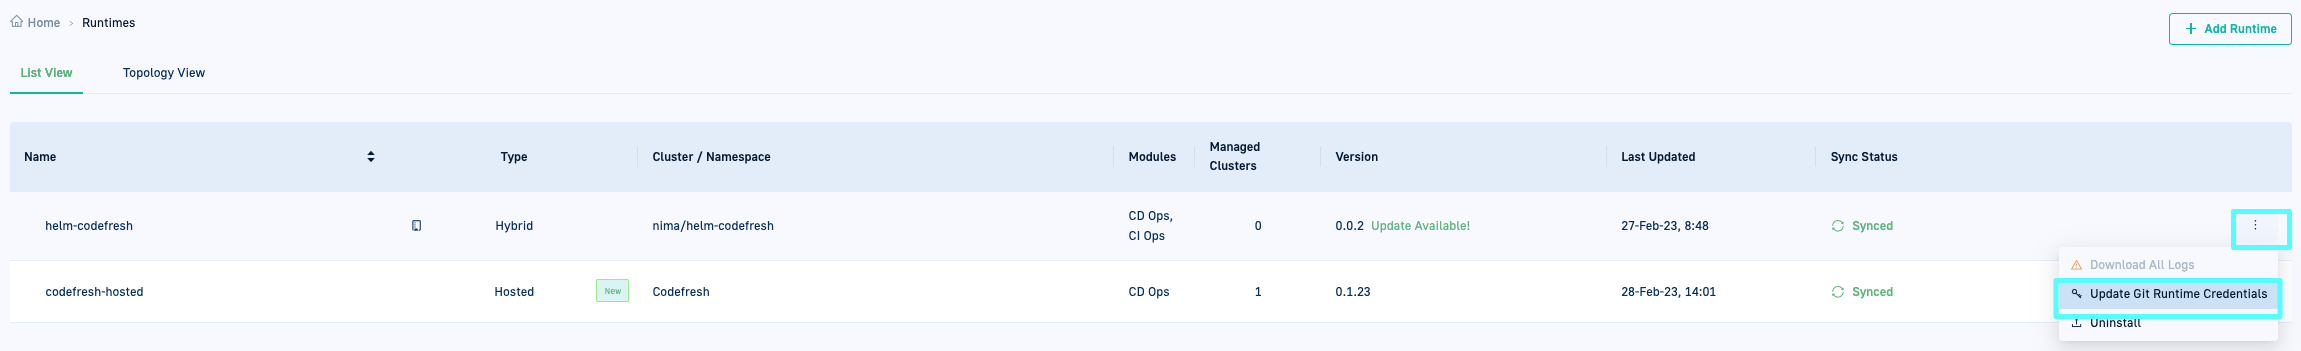 Home > Runtimes
+ Add Runtime
List View Topology View
Name Type Cluster / Namespace Modules Managed Clusters Version Last Updated Sync Status
helm-codefresh Hybrid nima/helm-codefresh CD Ops, CI Ops 0 0.0.2 Update Available! 27-Feb-23, 8:48 Synced
Download All Logs
codefresh-hosted Hosted New Codefresh CD Ops 1 0.1.23 28-Feb-23, 14:01 Synced
Update Git Runtime Credentials
Uninstall